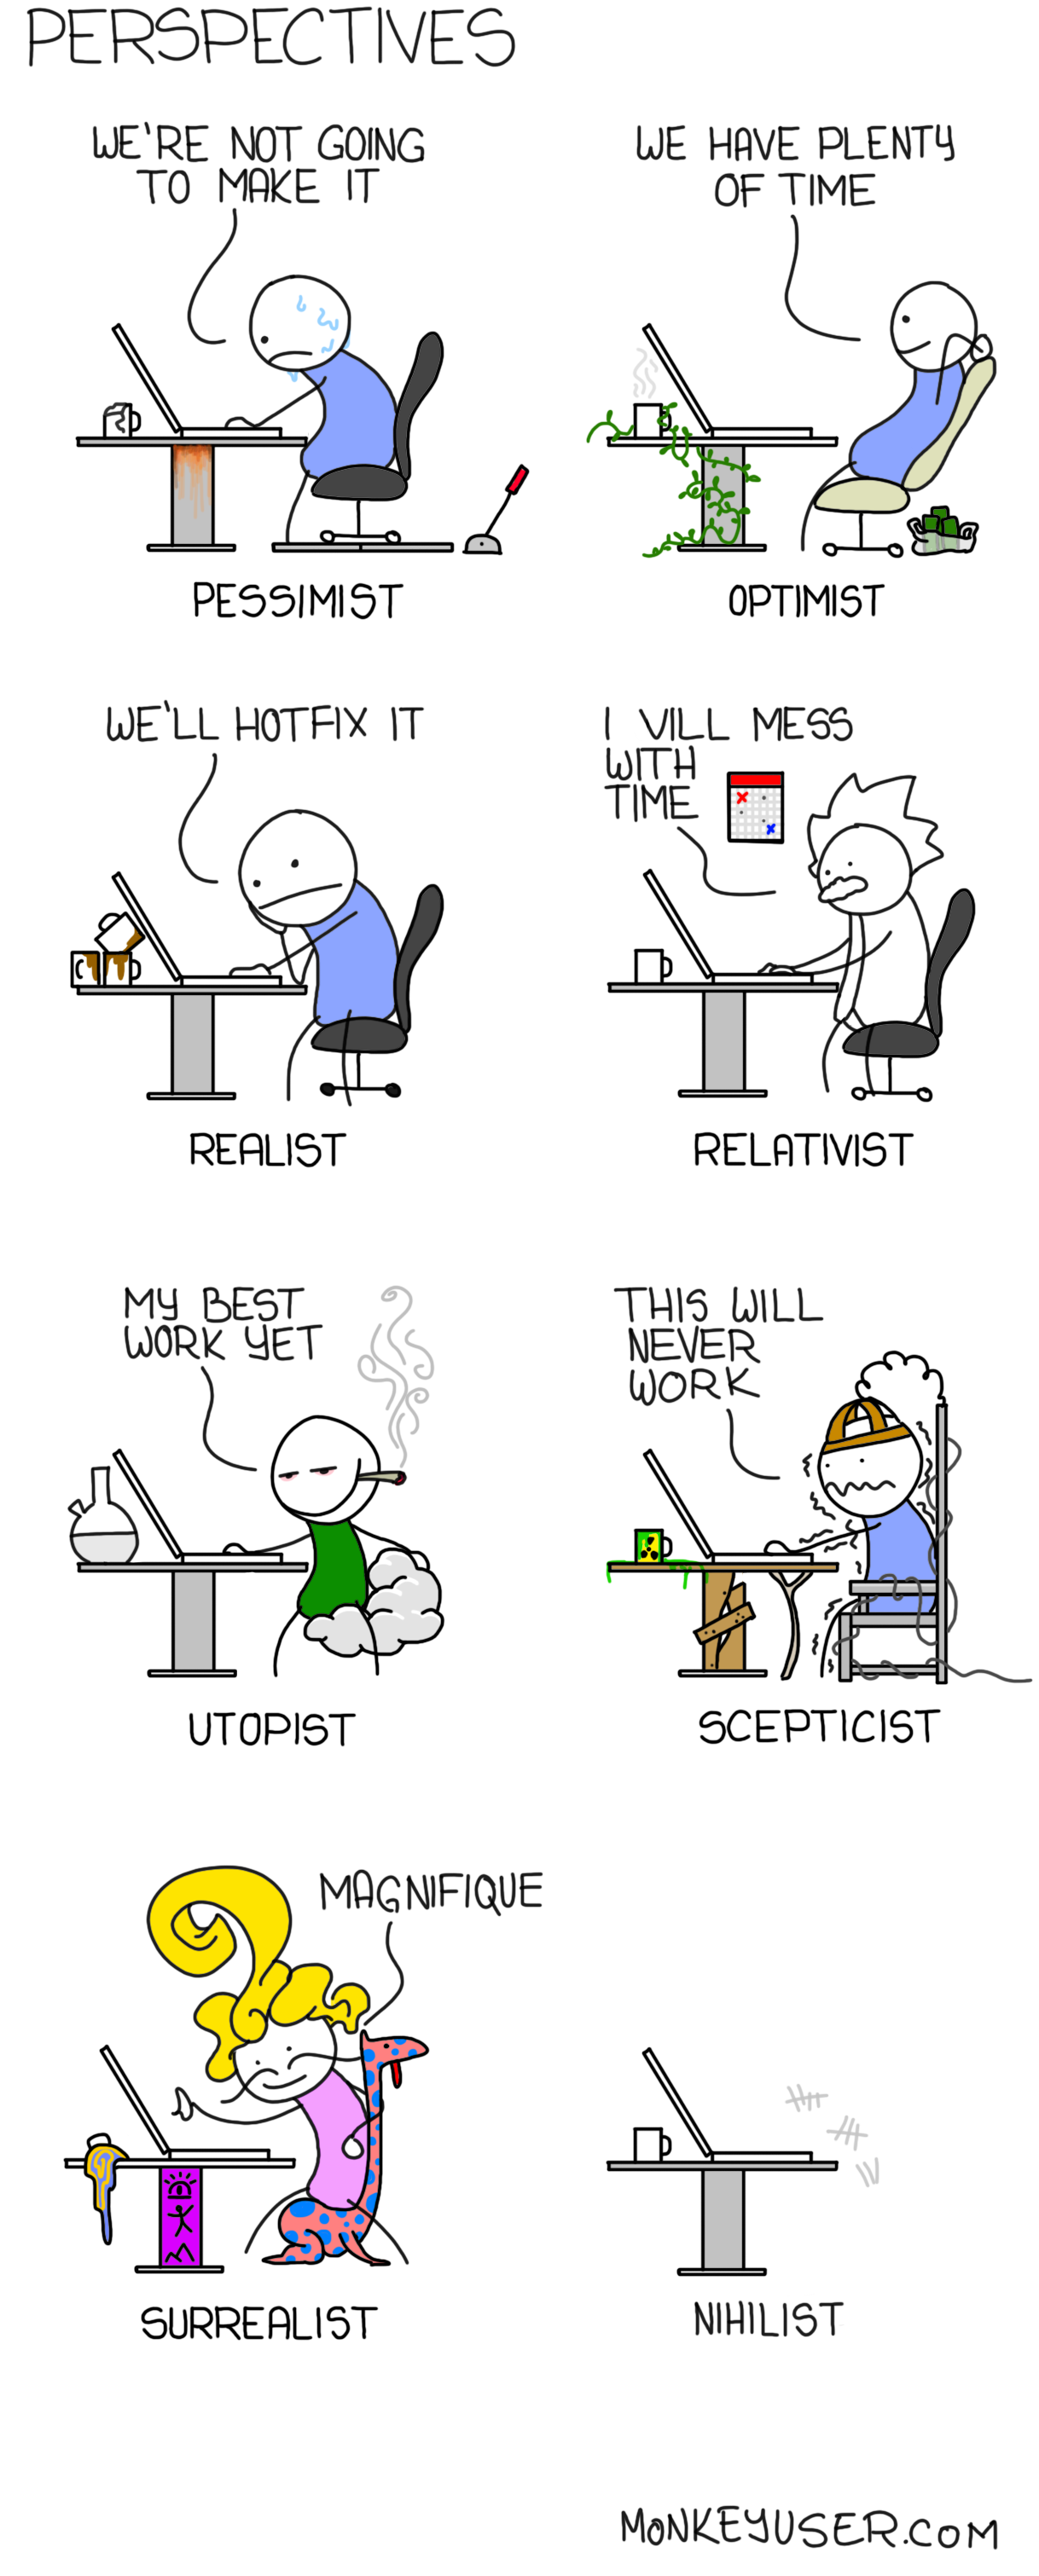 PERSPECTIVES
WE'RE NOT GOING
TO MAKE IT
PESSIMIST
WE HAVE PLENTY
OF TIME
OPTIMIST
WE'LL HOTFIX IT
REALIST
I VILL MESS
WITH
TIME
RELATIVIST
MY BEST
WORK YET
UTOPIST
THIS WILL
NEVER
WORK
SCEPTICIST
MAGNIFIQUE
SURREALIST
NIHILIST
MONKEYUSER.COM